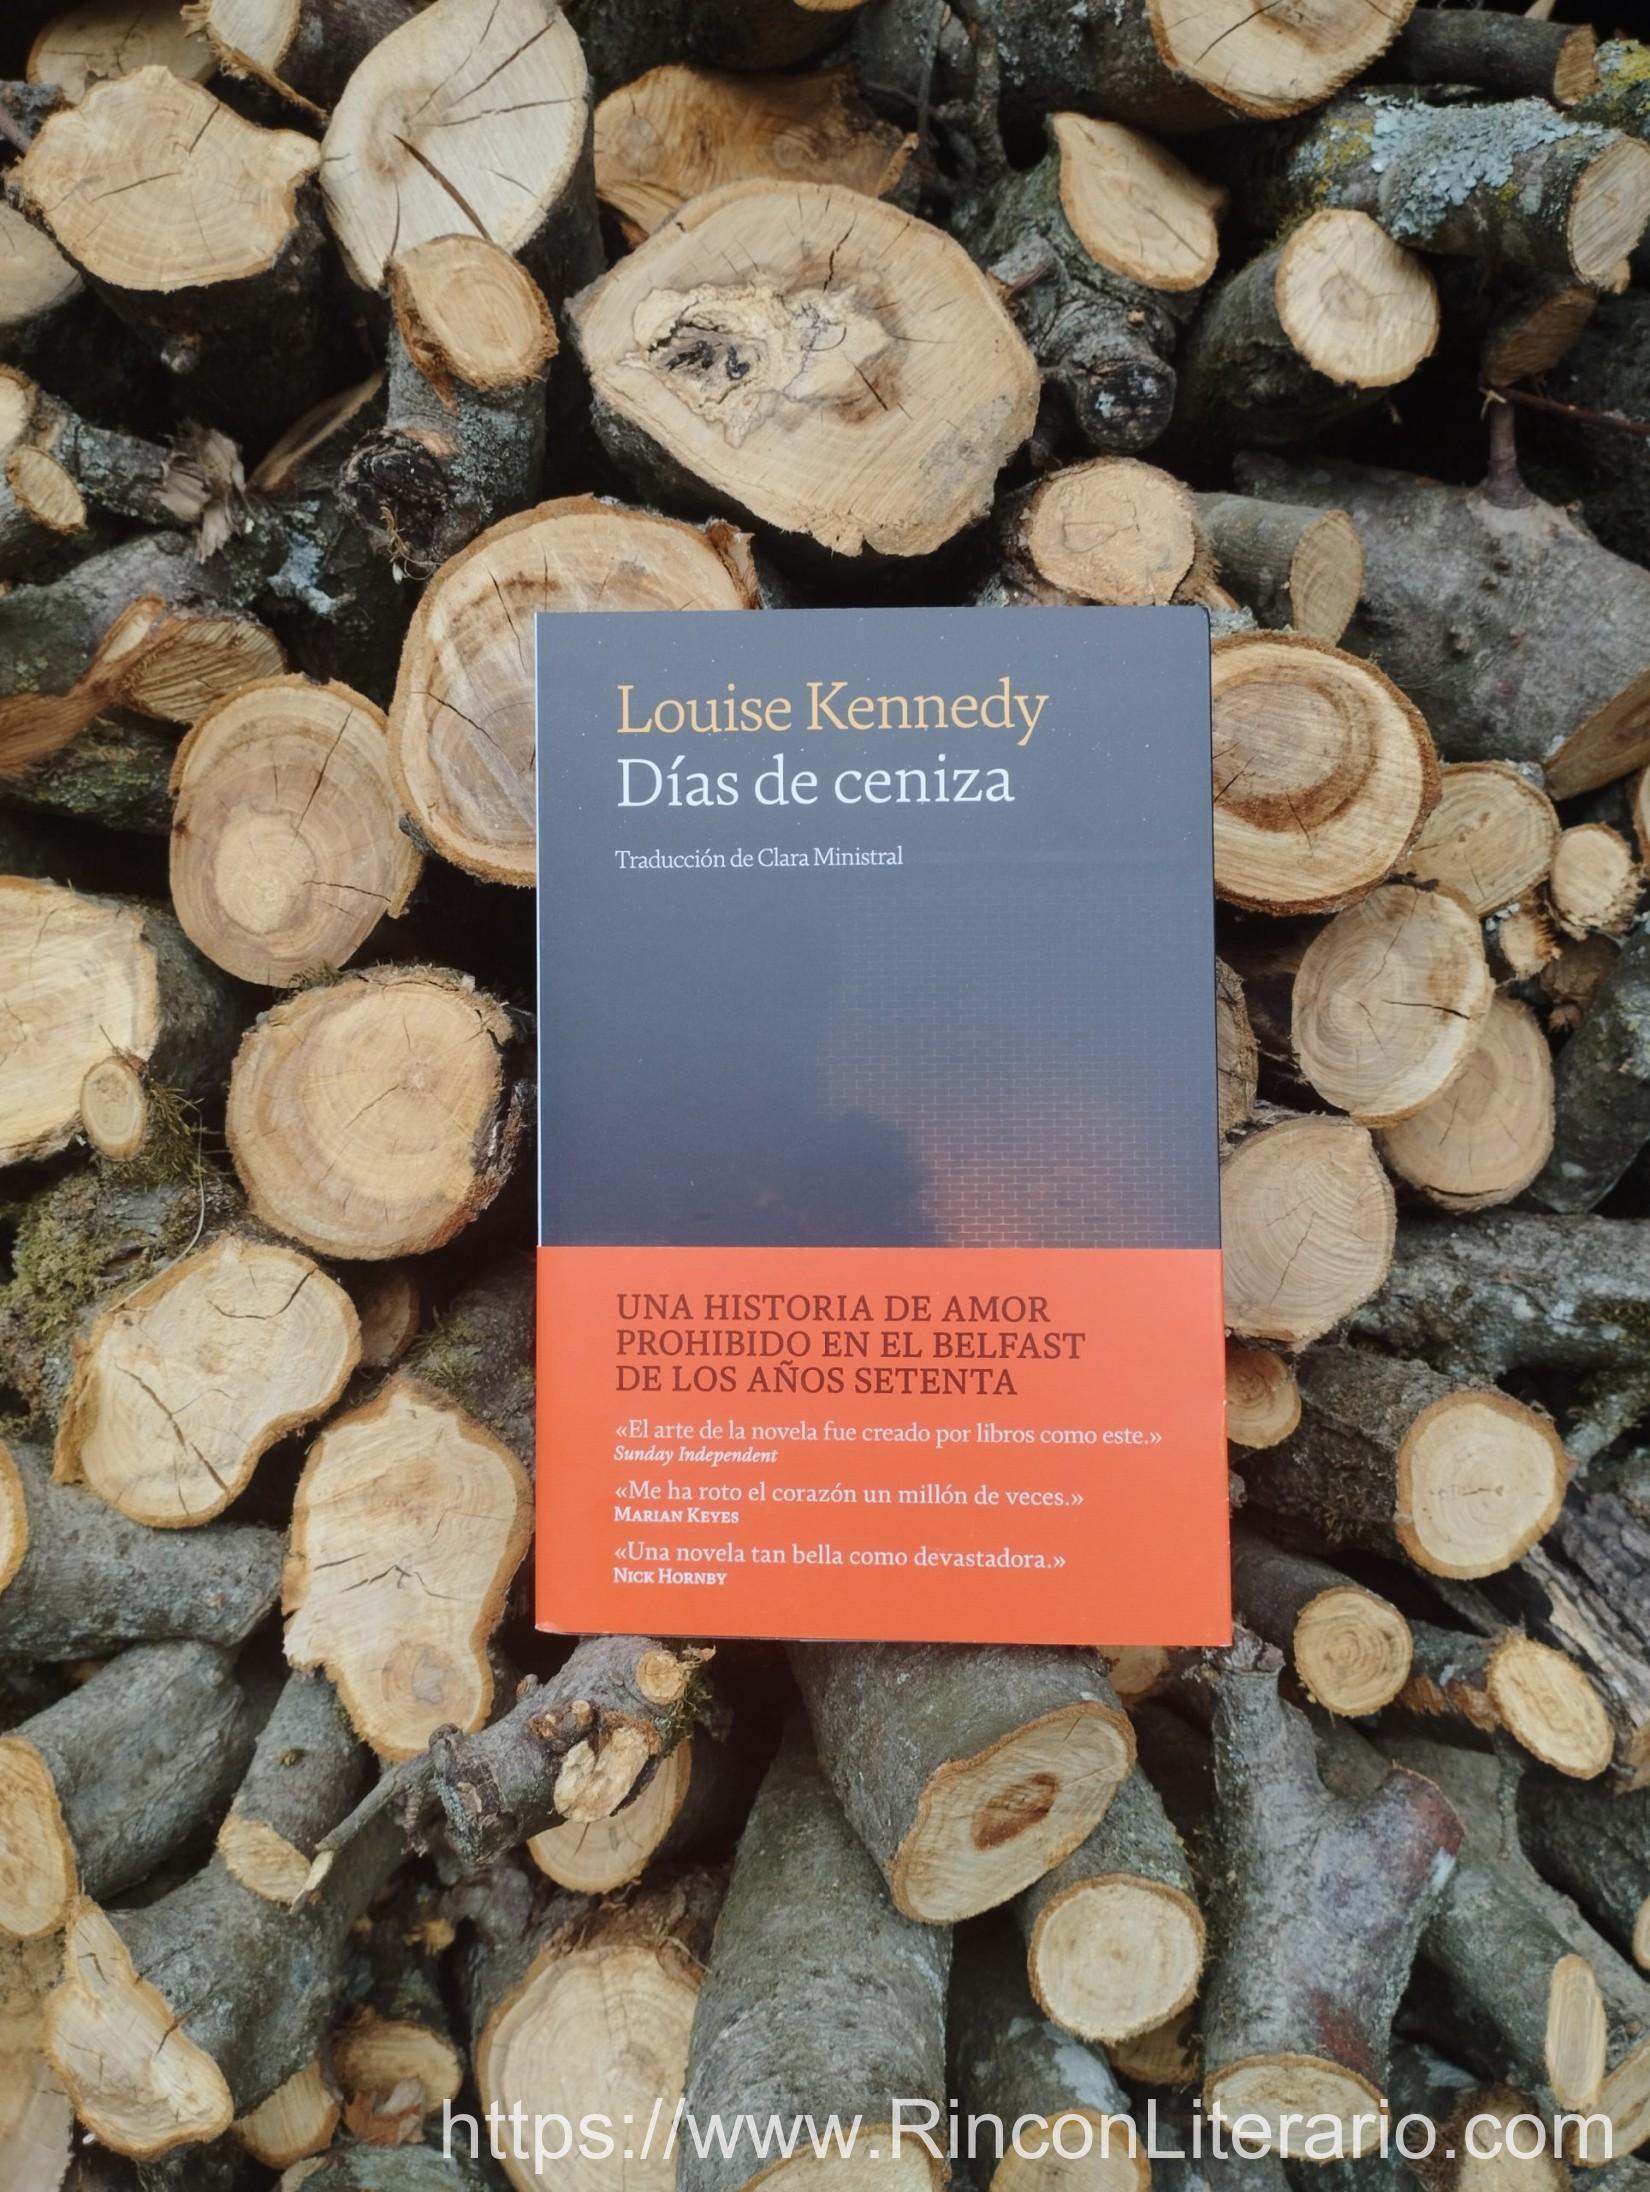 Louise Kennedy
Días de ceniza
Traducción de Clara Ministral
UNA HISTORIA DE AMOR
PROHIBIDO EN EL BELFAST
DE LOS AÑOS SETENTA
«El arte de la novela fue creado por libros como este.»
Sunday Independent
«Me ha roto el corazón un millón de veces.»
MARIAN KEYES
«Una novela tan bella como devastadora.»
NICK HORNBY
https://www.RinconLiterario.com